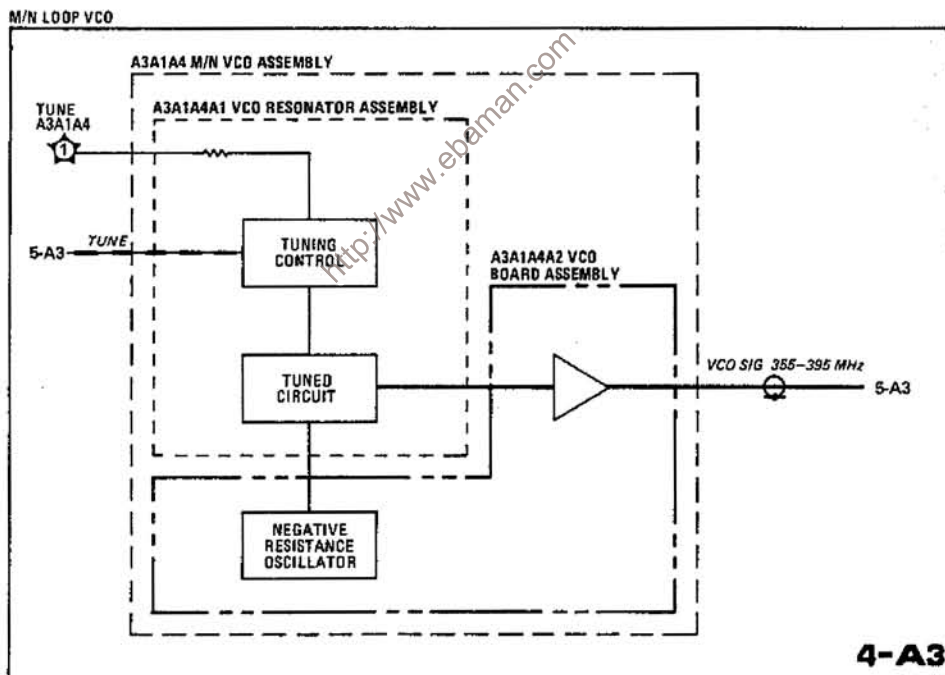 M/N LOOP VCO
A3A1A4 M/N VCO ASSEMBLY
TUNE
A3A1A4
1
A3A1A4A1 VCO RESONATOR ASSEMBLY
5-A3
TUNE
TUNING
CONTROL
http://www.ebaman.com
A3A1A4A2 VCO
BOARD ASSEMBLY
TUNED
CIRCUIT
VCO SIG 355-395 MHz
5-A3
NEGATIVE
RESISTANCE
OSCILLATOR
4-A3